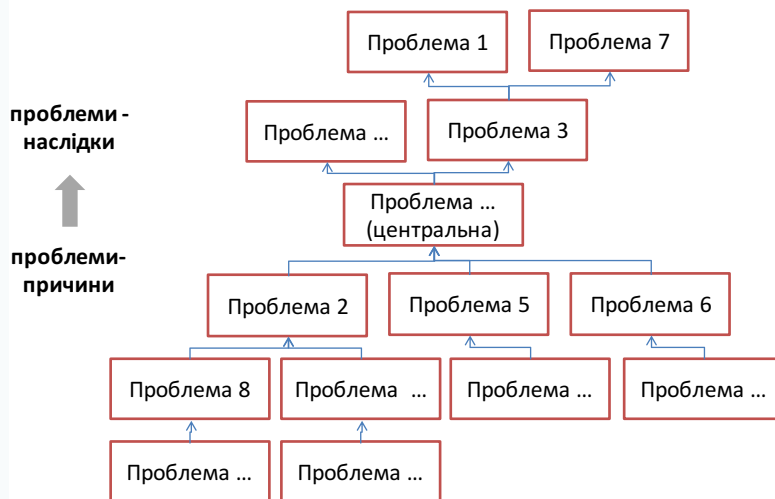 Проблема 1
Проблема 7
проблеми -
наслідки
Проблема ...
Проблема 3
Проблема ...
(центральна)
проблеми-
причини
Проблема 2
Проблема 5
Проблема 6
Проблема 8
Проблема ...
Проблема ...
Проблема ...
Проблема ...
Проблема ...